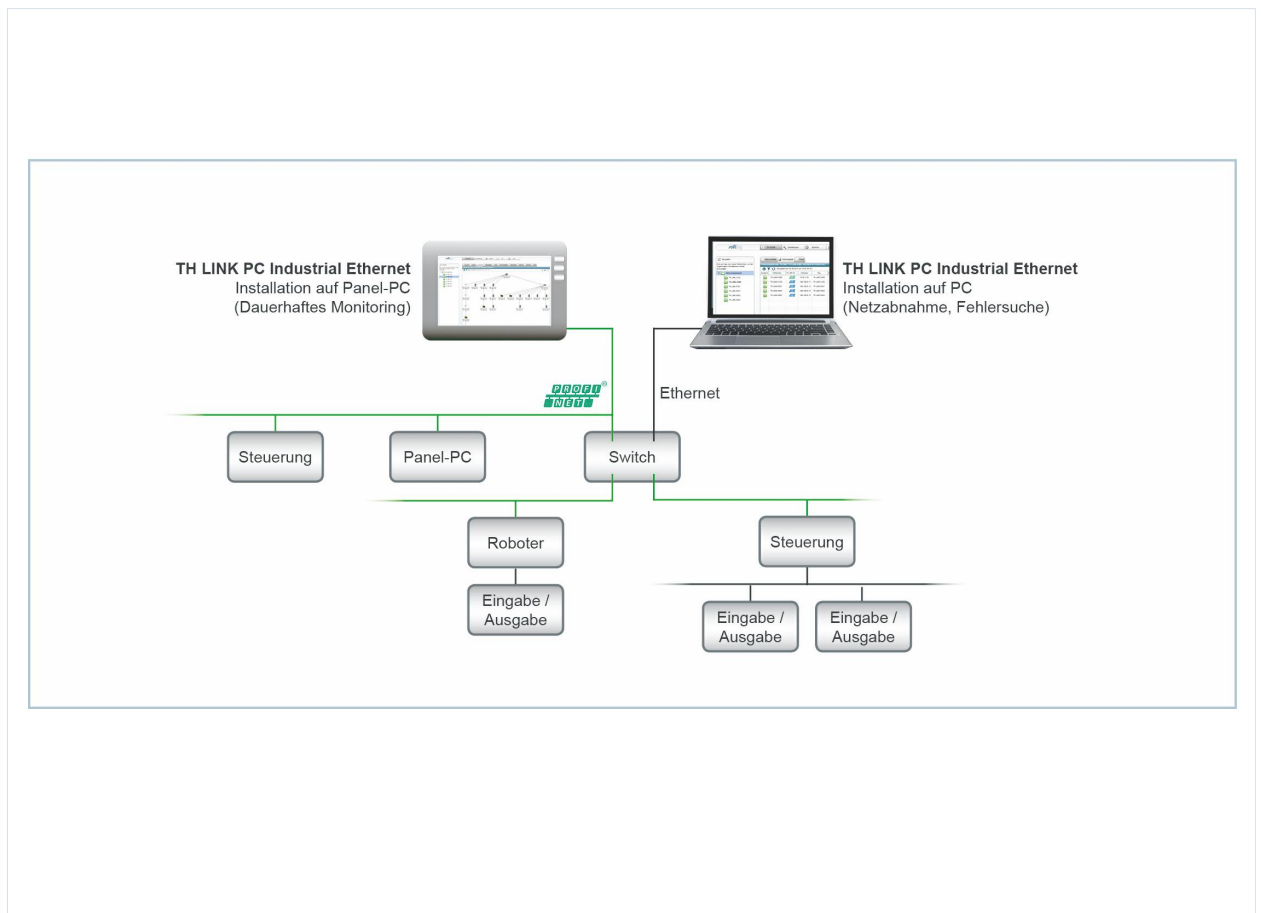 TH LINK PC Industrial Ethernet
Installation auf Panel-PC
(Dauerhaftes Monitoring)
TH LINK PC Industrial Ethernet
Installation auf PC
(Netzabnahme, Fehlersuche)
PROFI®
NET
Ethernet
Steuerung
Panel-PC
Switch
Roboter
Steuerung
Eingabe /
Ausgabe
Eingabe /
Ausgabe
Eingabe /
Ausgabe